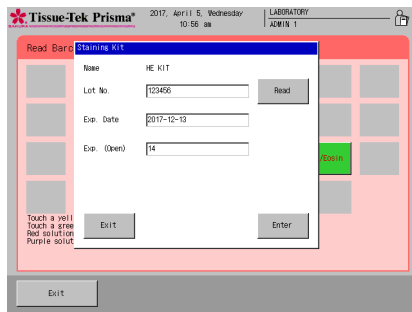 Tissue-Tek Prisma®
2017, April 5, Wednesday
10:56 am
LABORATORY
ADMIN 1
Read Barc
Staining Kit
Name HE KIT
Lot No. 123456 Read
Exp. Date 2017-12-13
Exp. (Open) 14
/Eosin
Touch a yell
Touch a gree
Red solution
Purple solut
Exit Enter
Exit